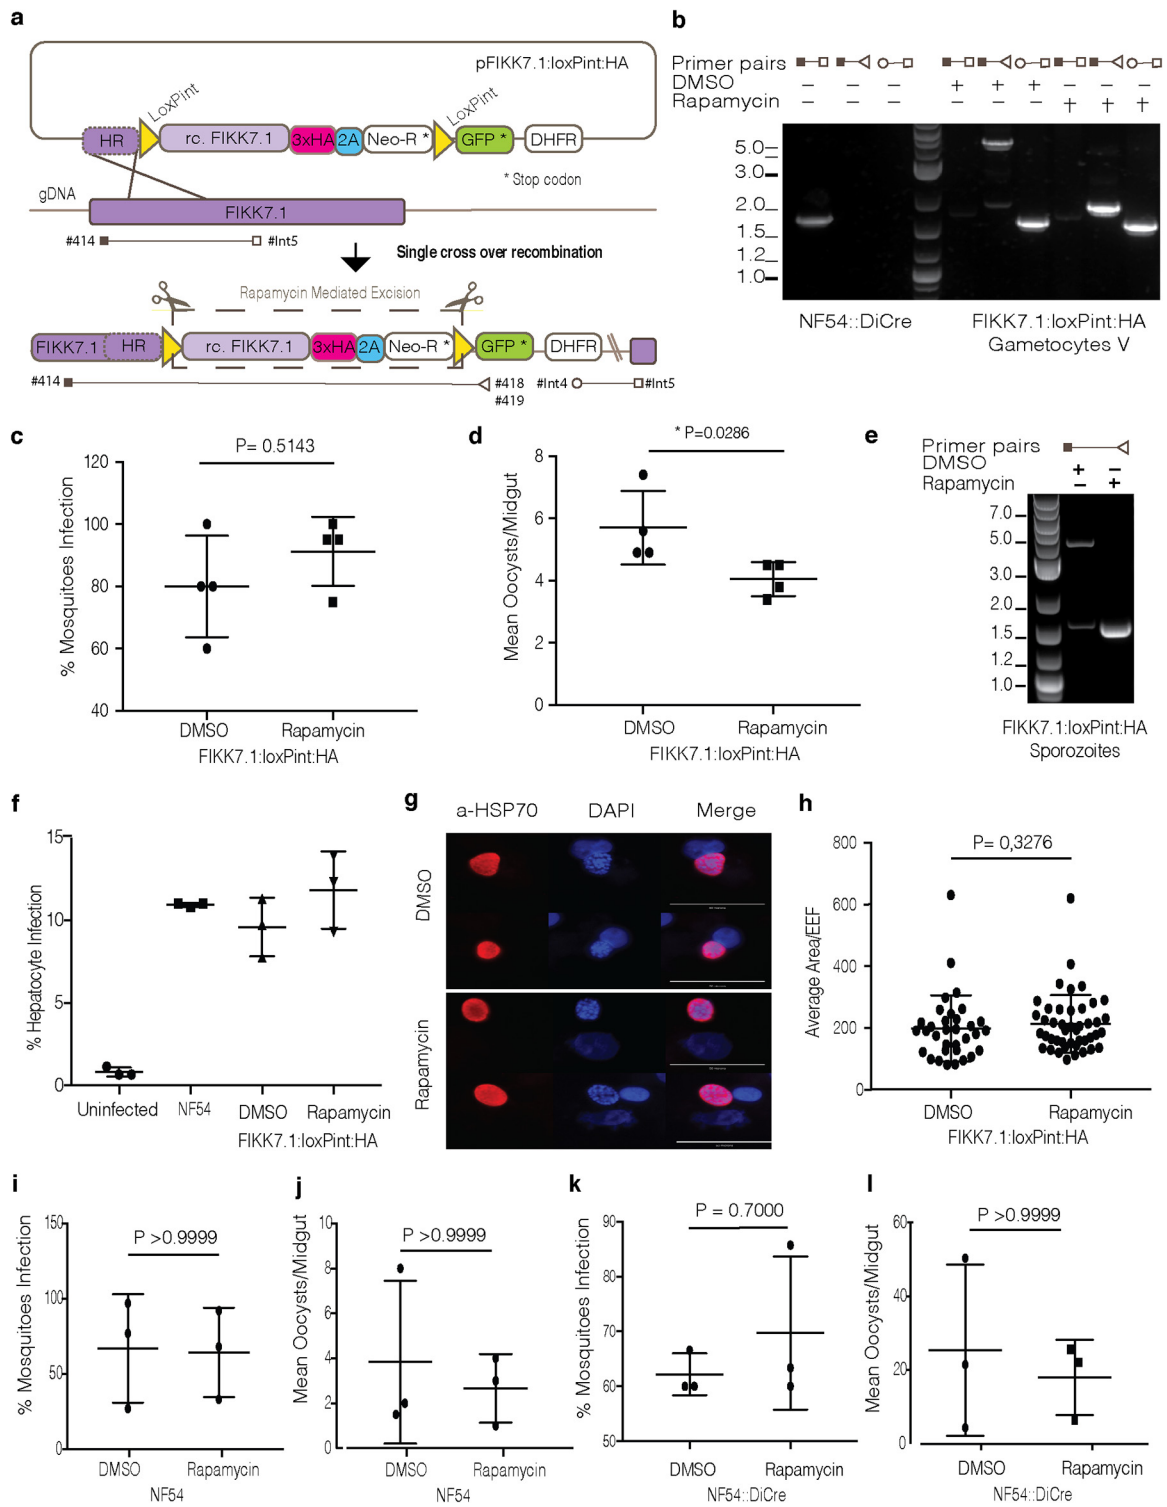 a
pFIKK7.1:loxPint:HA
LoxPint
LoxPint
HR
rc. FIKK7.1
3xHA
2A
Neo-R *
GFP *
DHFR
* Stop codon
gDNA
FIKK7.1
#414
#Int5
Single cross over recombination
Rapamycin Mediated Excision
FIKK7.1
HR
rc. FIKK7.1
3xHA
2A
Neo-R *
GFP *
DHFR
#414
#418
#419
#Int4
#Int5
b
Primer pairs
DMSO – – – + + + – – –
Rapamycin – – – – – – + + +
5.0
3.0
2.0
1.5
1.2
1.0
NF54::DiCre
FIKK7.1:loxPint:HA
Gametocytes V
c
P= 0.5143
% Mosquitoes Infection
120
100
80
60
40
DMSO
Rapamycin
FIKK7.1:loxPint:HA
d
* P=0.0286
Mean Oocysts/Midgut
8
6
4
2
0
DMSO
Rapamycin
FIKK7.1:loxPint:HA
e
Primer pairs
DMSO + –
Rapamycin – +
7.0
5.0
3.0
2.0
1.5
1.2
1.0
FIKK7.1:loxPint:HA
Sporozoites
f
% Hepatocyte Infection
15
10
5
0
Uninfected
NF54
DMSO
Rapamycin
FIKK7.1:loxPint:HA
g
a-HSP70
DAPI
Merge
DMSO
Rapamycin
h
P= 0,3276
Average Area/EEF
800
600
400
200
0
DMSO
Rapamycin
FIKK7.1:loxPint:HA
i
P >0.9999
% Mosquitoes Infection
150
100
50
0
DMSO
Rapamycin
NF54
j
P >0.9999
Mean Oocysts/Midgut
10
8
6
4
2
0
DMSO
Rapamycin
NF54
k
P = 0.7000
% Mosquitoes Infection
90
80
70
60
50
DMSO
Rapamycin
NF54::DiCre
l
P >0.9999
Mean Oocysts/Midgut
60
40
20
0
DMSO
Rapamycin
NF54::DiCre